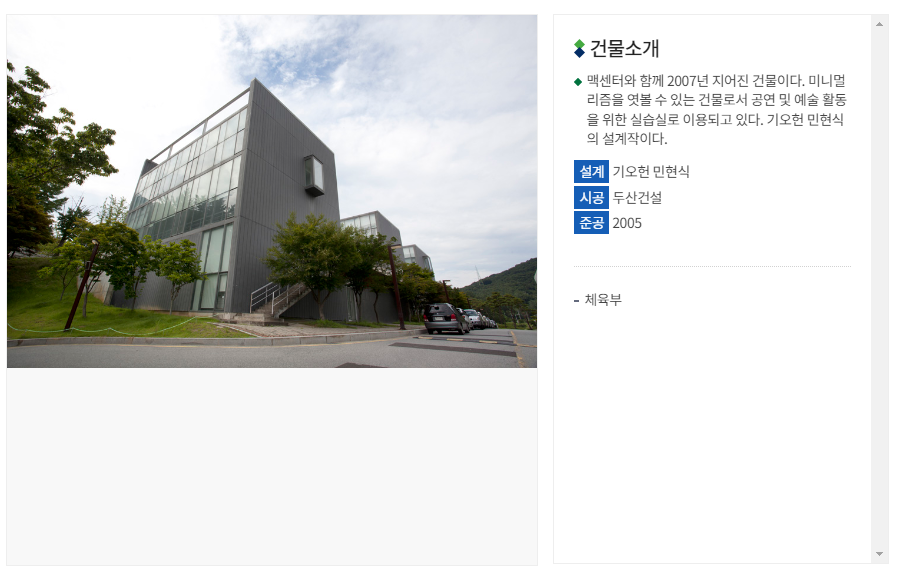 건물소개
맥센터와 함께 2007년 지어진 건물이다. 미니멀
리즘을 엿볼 수 있는 건물로서 공연 및 예술 활동
을 위한 실습실로 이용되고 있다. 기오헌 민현식
의 설계작이다.
설계 기오헌 민현식
시공 두산건설
준공 2005
- 체육부